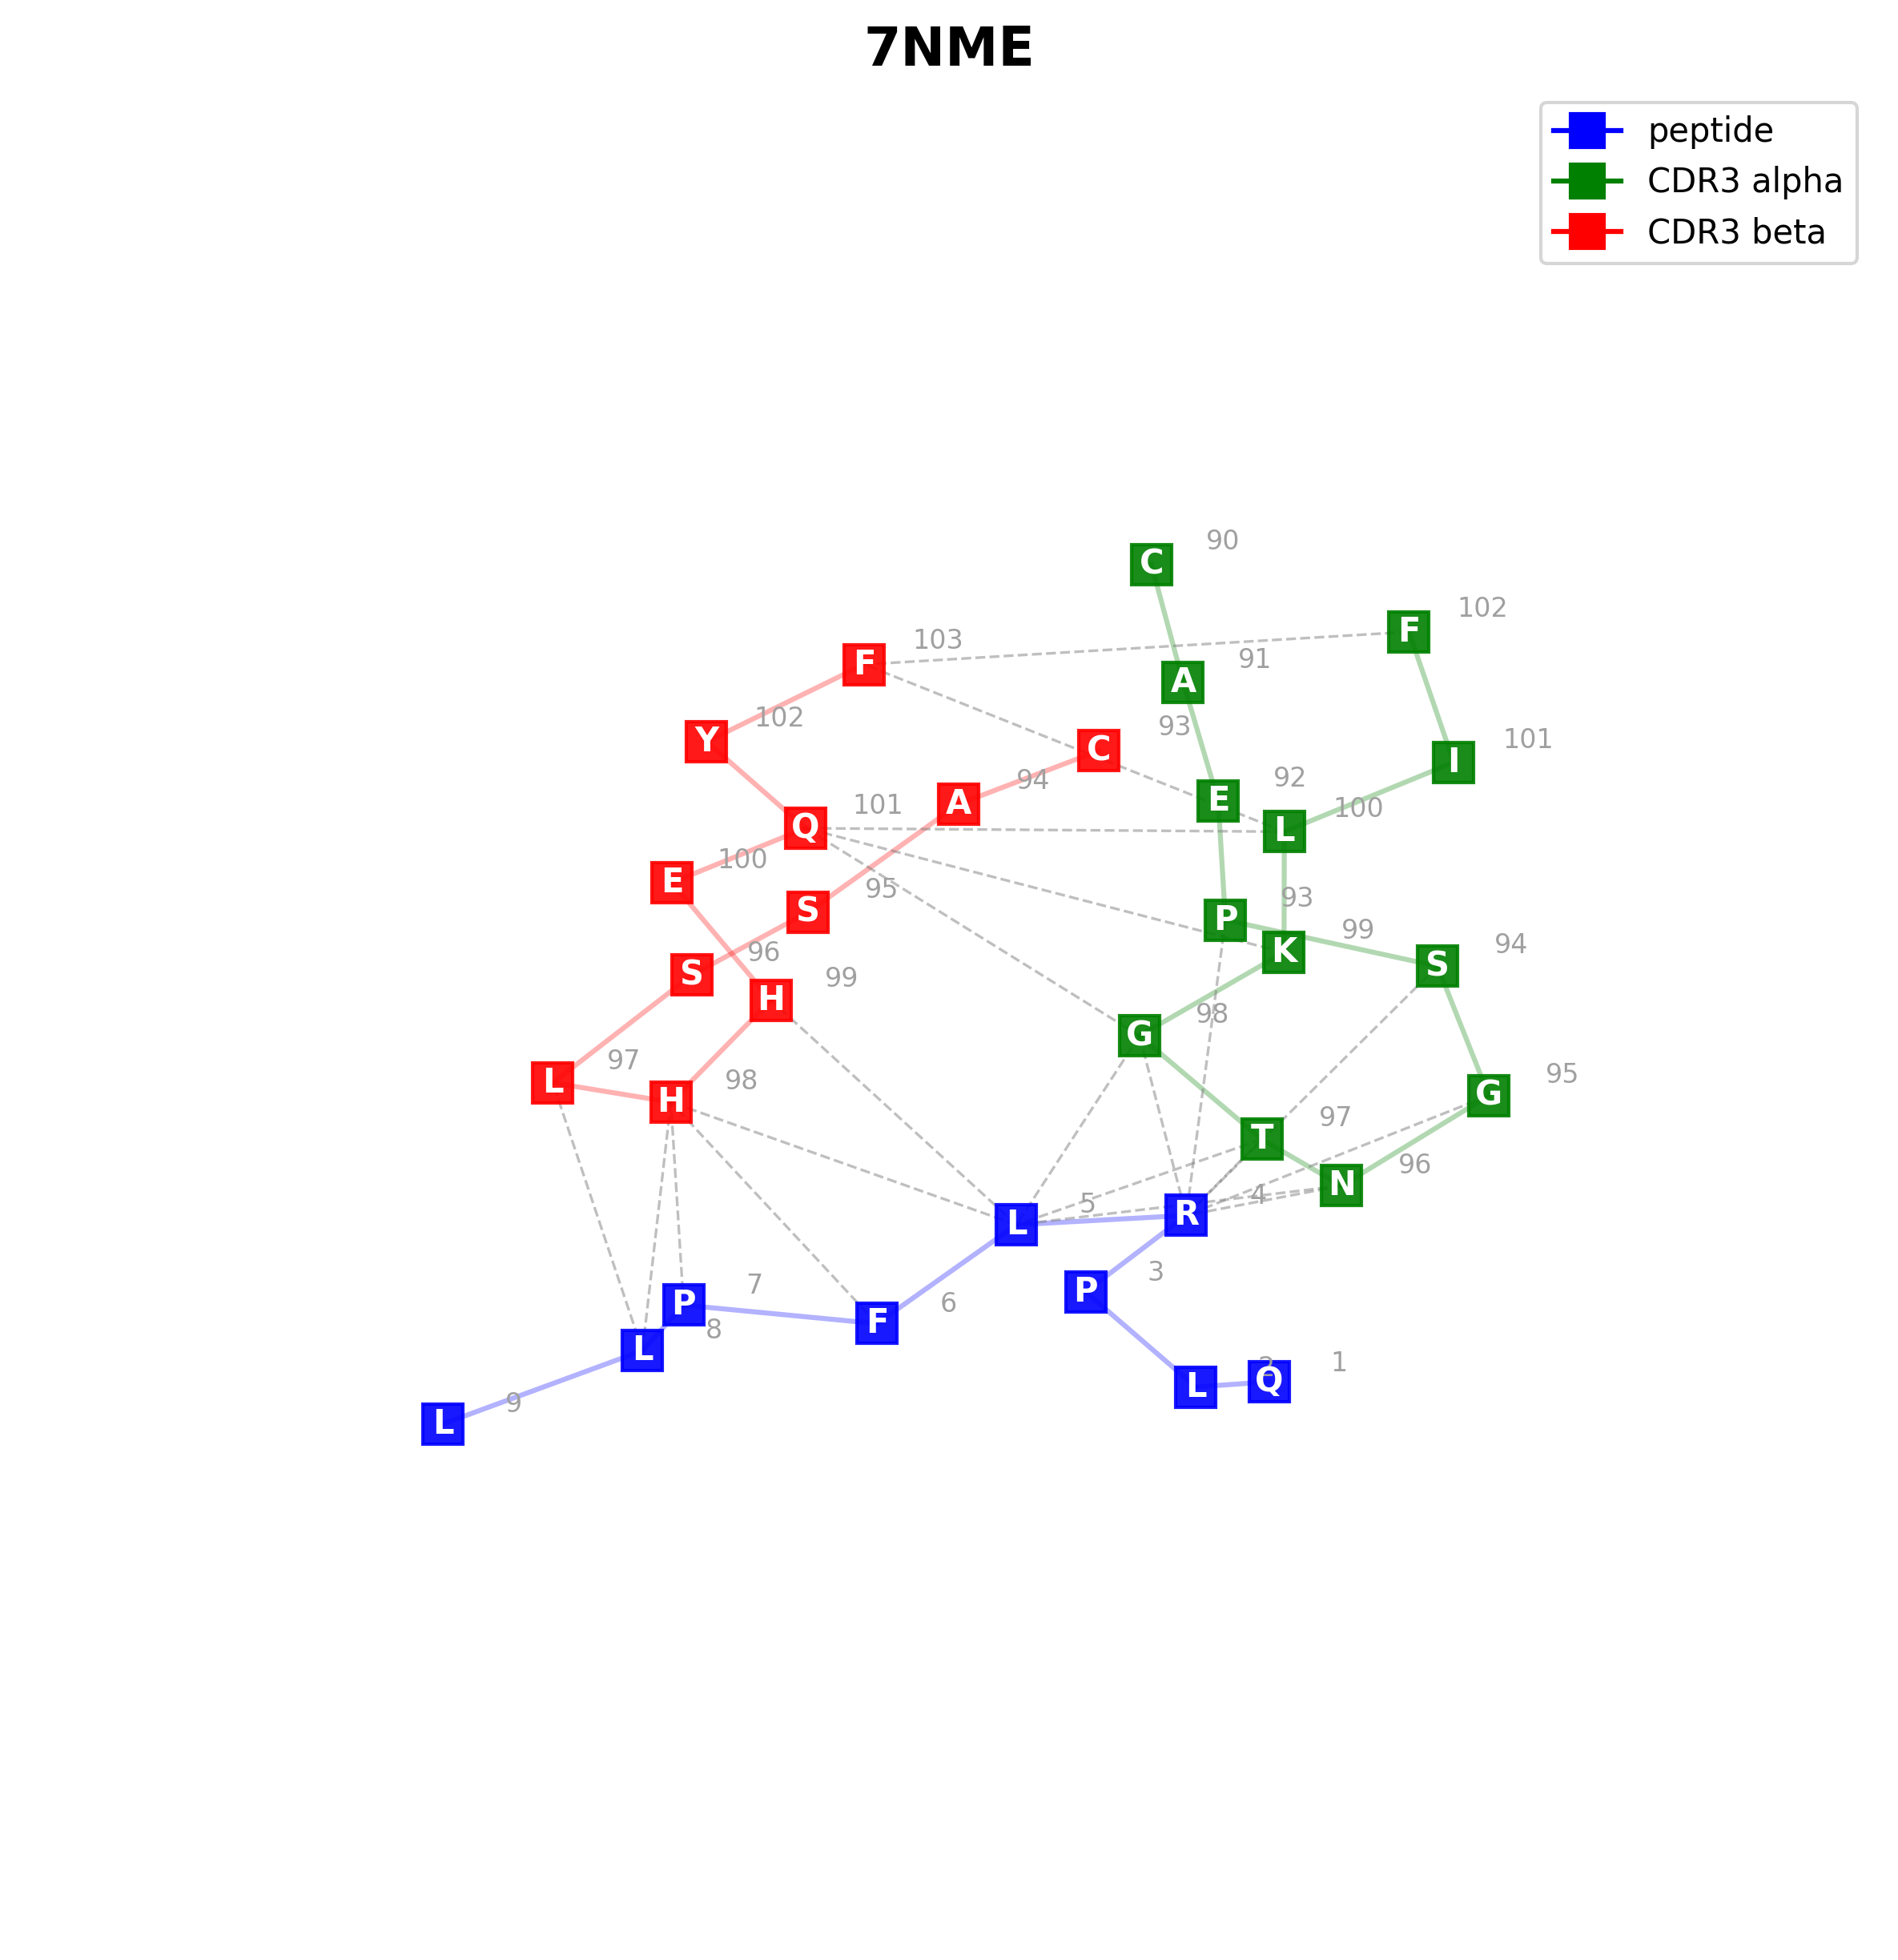 7NME
peptide
CDR3 alpha
CDR3 beta
C 90
F 102
F 103
A 91
Y 102
C 93
I 101
A 94
E 92
Q 101
L 100
E 100
S 95
P 93
K 99
S 94
S 96
H 99
G 98
L 97
H 98
G 95
T 97
N 96
L 5
R 4
P 3
P 7
F 6
L 8
L 2
Q 1
L 9